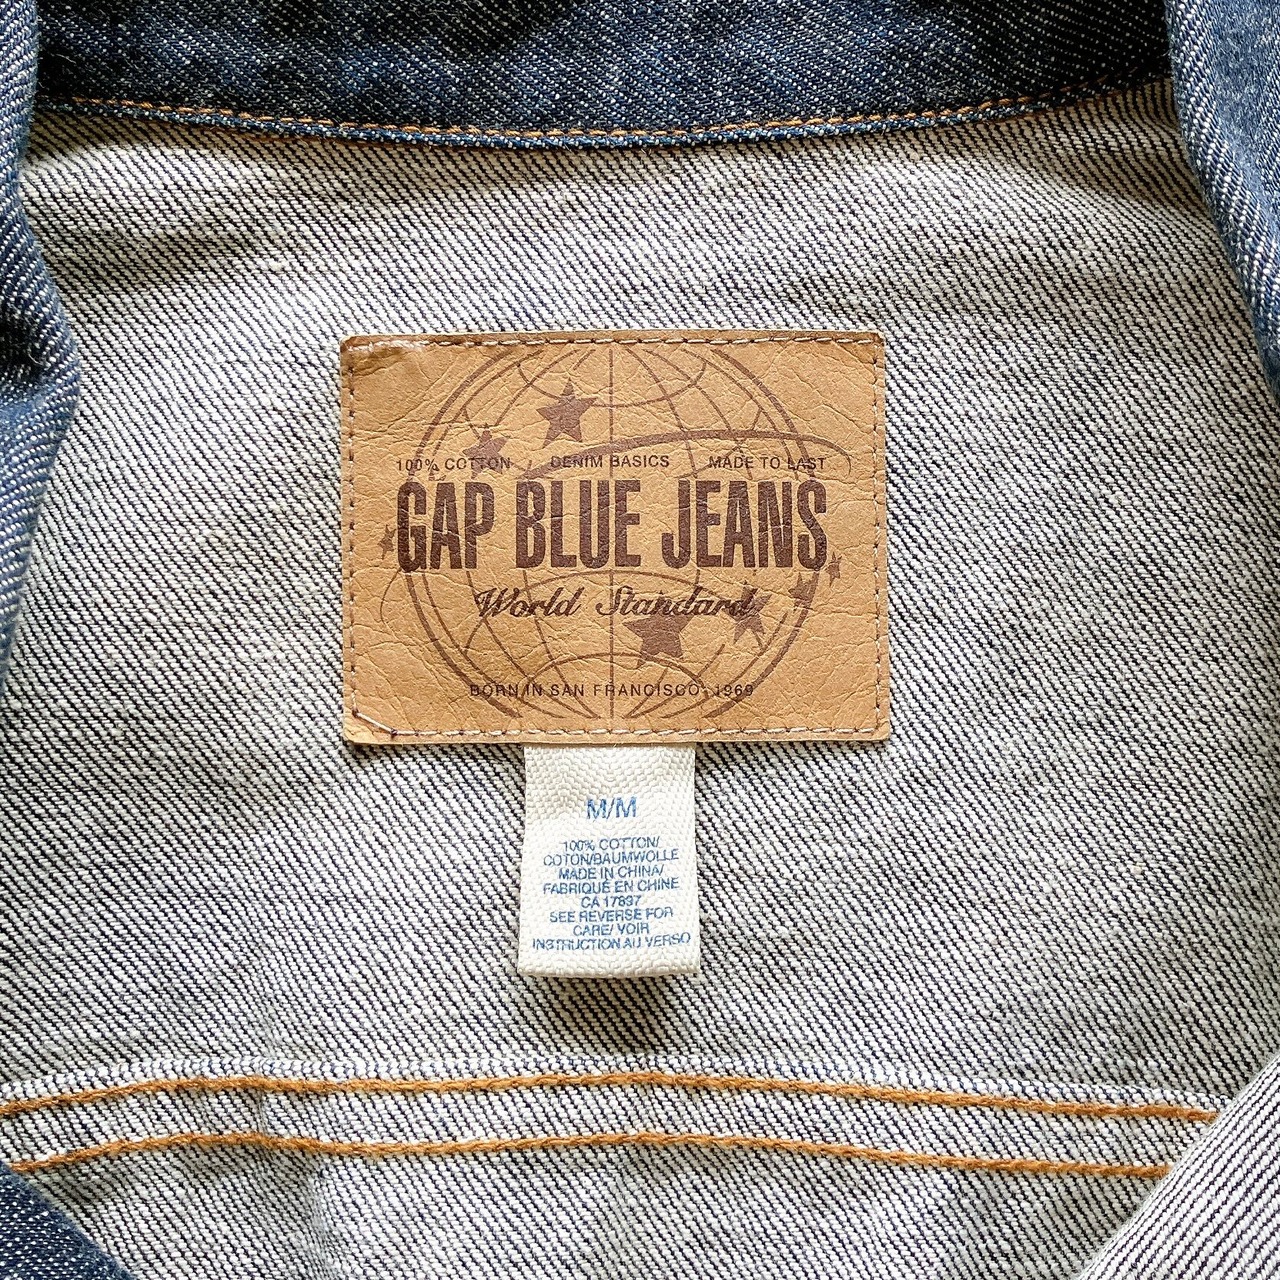 100% COTTON DENIM BASICS MADE TO LAST
GAP BLUE JEANS
World Standard
BORN IN SAN FRANCISCO, 1969
M/M
100% COTTON/
COTON/BAUMWOLLE
MADE IN CHINA/
FABRIQUÉ EN CHINE
CA 17897
SEE REVERSE FOR
CARE/ VOIR
INSTRUCTION AU VERSO